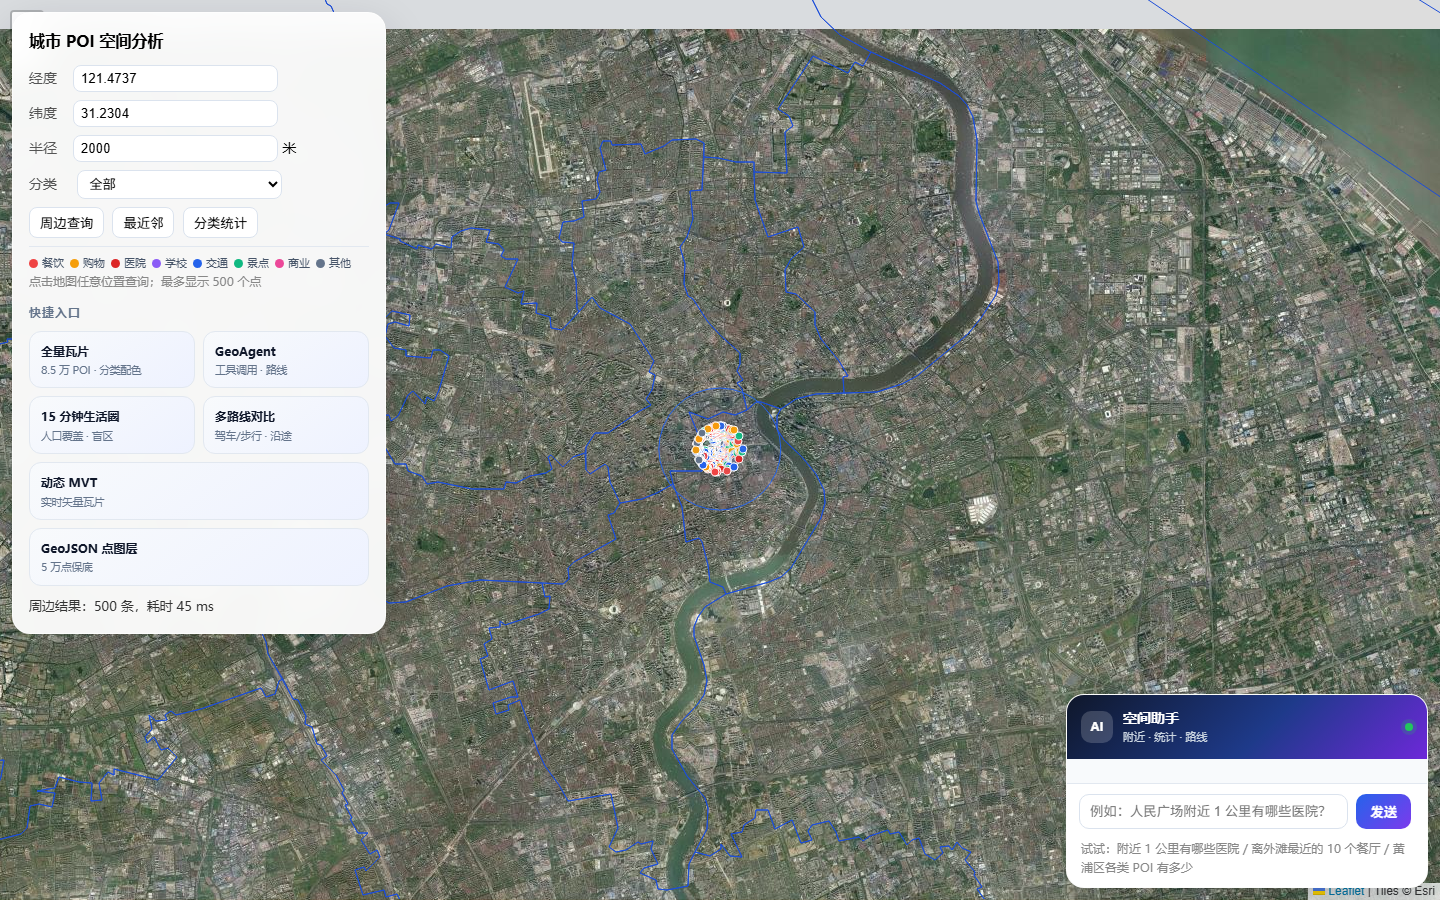 城市 POI 空间分析
经度 121.4737
纬度 31.2304
半径 2000 米
分类 全部
周边查询 最近邻 分类统计
餐饮 购物 医院 学校 交通 景点 商业 其他
点击地图任意位置查询；最多显示 500 个点
快捷入口
全量瓦片
8.5 万 POI · 分类配色
GeoAgent
工具调用 · 路线
15 分钟生活圈
人口覆盖 · 盲区
多路线对比
驾车/步行 · 沿途
动态 MVT
实时矢量瓦片
GeoJSON 点图层
5 万点保底
周边结果：500 条，耗时 45 ms
AI
空间助手
附近 · 统计 · 路线
例如：人民广场附近 1 公里有哪些医院？
发送
试试：附近 1 公里有哪些医院 / 离外滩最近的 10 个餐厅 / 黄
浦区各类 POI 有多少
Leaflet | Tiles © Esri